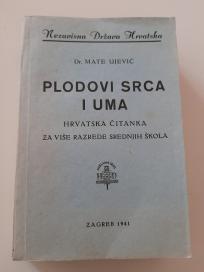 Nezavisna Država Hrvatska
Dr. MATE UJEVIĆ
PLODOVI SRCA
I UMA
HRVATSKA ČITANKA
ZA VIŠE RAZREDE SREDNJIH ŠKOLA
ZAGREB 1941